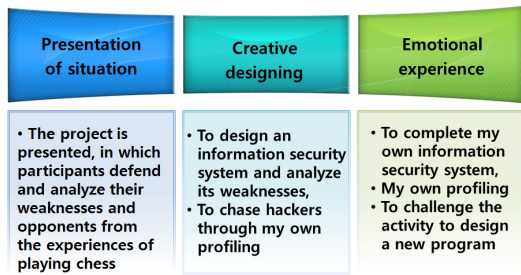 Presentation
of situation
• The project is
presented, in which
participants defend
and analyze their
weaknesses and
opponents from
the experiences of
playing chess
Creative
designing
• To design an
information security
system and analyze
its weaknesses,
• To chase hackers
through my own
profiling
Emotional
experience
• To complete my
own information
security system,
• My own profiling
• To challenge the
activity to design
a new program